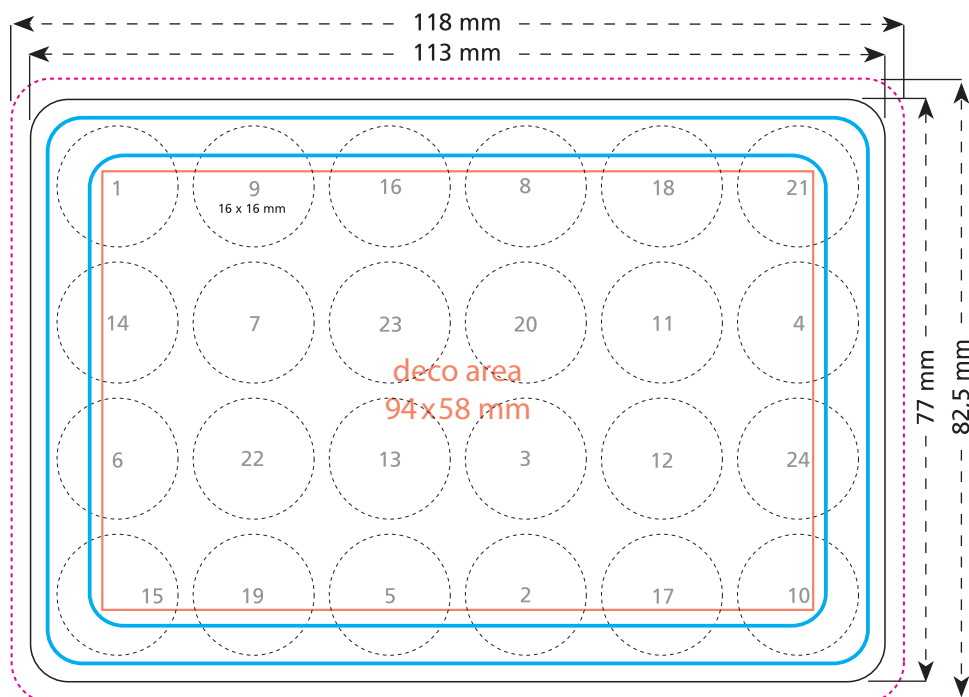 118 mm
113 mm
1 9 16 8 18 21
16 x 16 mm
14 7 23 20 11 4
deco area
94x58 mm
77 mm
82.5 mm
6 22 13 3 12 24
15 19 5 2 17 10